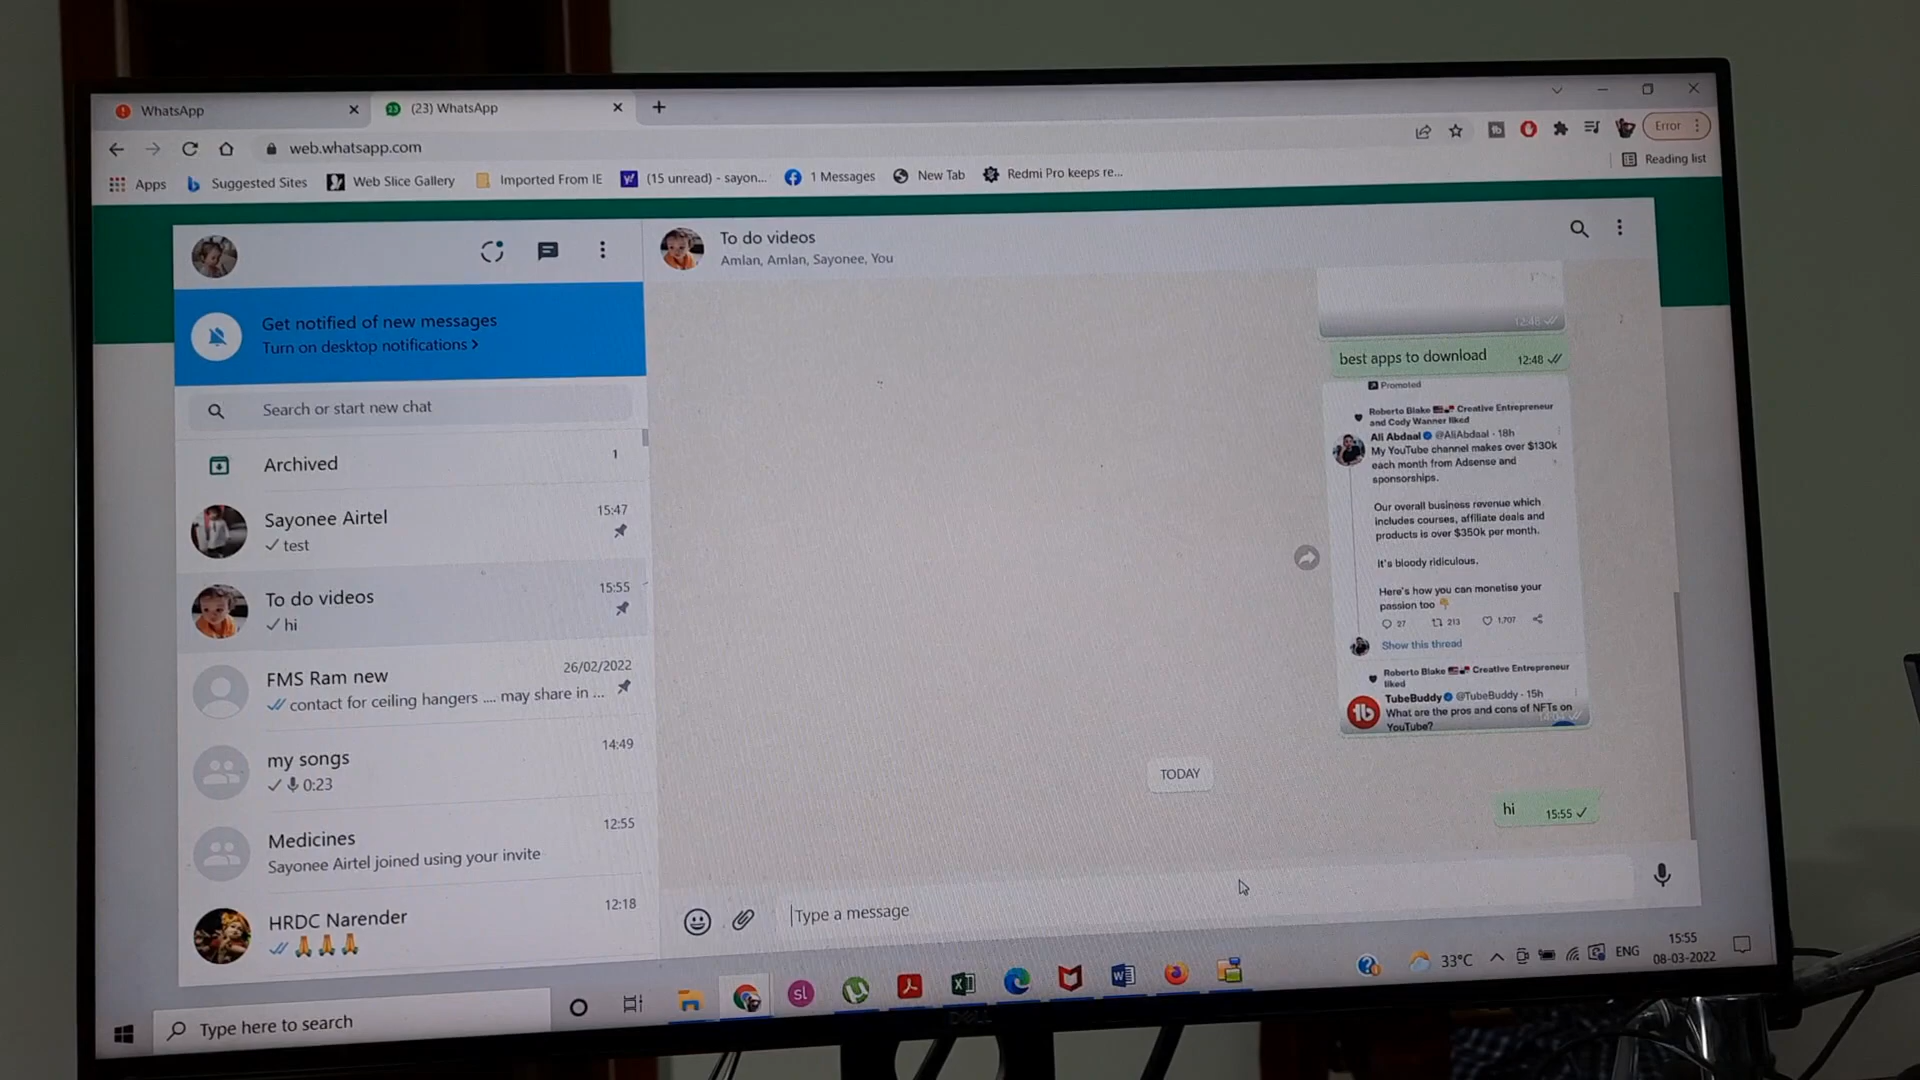 WhatsApp
(23) WhatsApp
Error
web.whatsapp.com
Reading list
Apps
Suggested Sites
Web Slice Gallery
Imported From IE
(15 unread) - sayon...
1 Messages
New Tab
Redmi Pro keeps re...
Get notified of new messages
Turn on desktop notifications >
Search or start new chat
Archived 1
Sayonee Airtel 15:47
test
To do videos 15:55
hi
FMS Ram new 26/02/2022
contact for ceiling hangers .... may share in ...
my songs 14:49
0:23
Medicines 12:55
Sayonee Airtel joined using your invite
HRDC Narender 12:18
To do videos
Amlan, Amlan, Sayonee, You
12:48
best apps to download 12:48
Promoted
Roberto Blake Creative Entrepreneur
and Cody Wanner liked
Ali Abdaal @AliAbdaal · 18h
My YouTube channel makes over $130k
each month from Adsense and
sponsorships.
Our overall business revenue which
includes courses, affiliate deals and
products is over $350k per month.
It's bloody ridiculous.
Here's how you can monetise your
passion too
27 213 1,707
Show this thread
Roberto Blake Creative Entrepreneur
liked
TubeBuddy @TubeBuddy · 15h
What are the pros and cons of NFTs on
YouTube?
TODAY
hi 15:55
Type a message
Type here to search
33°C
ENG
15:55
08-03-2022
DELL